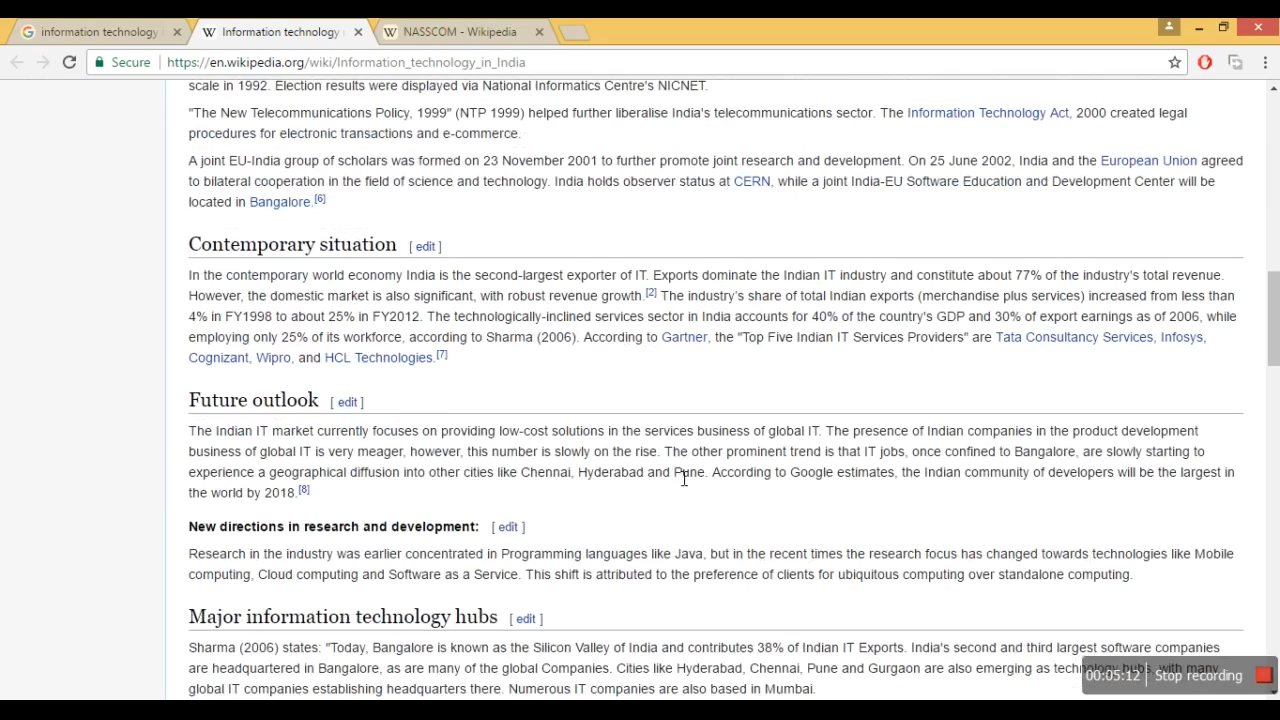 information technology
Information technology
NASSCOM - Wikipedia
Secure
https://en.wikipedia.org/wiki/Information_technology_in_India
scale in 1992. Election results were displayed via National Informatics Centre's NICNET.
"The New Telecommunications Policy, 1999" (NTP 1999) helped further liberalise India's telecommunications sector. The Information Technology Act, 2000 created legal
procedures for electronic transactions and e-commerce.
A joint EU-India group of scholars was formed on 23 November 2001 to further promote joint research and development. On 25 June 2002, India and the European Union agreed
to bilateral cooperation in the field of science and technology. India holds observer status at CERN, while a joint India-EU Software Education and Development Center will be
located in Bangalore.[6]
Contemporary situation [ edit ]
In the contemporary world economy India is the second-largest exporter of IT. Exports dominate the Indian IT industry and constitute about 77% of the industry's total revenue.
However, the domestic market is also significant, with robust revenue growth.[2] The industry's share of total Indian exports (merchandise plus services) increased from less than
4% in FY1998 to about 25% in FY2012. The technologically-inclined services sector in India accounts for 40% of the country's GDP and 30% of export earnings as of 2006, while
employing only 25% of its workforce, according to Sharma (2006). According to Gartner, the "Top Five Indian IT Services Providers" are Tata Consultancy Services, Infosys,
Cognizant, Wipro, and HCL Technologies.[7]
Future outlook [ edit ]
The Indian IT market currently focuses on providing low-cost solutions in the services business of global IT. The presence of Indian companies in the product development
business of global IT is very meager, however, this number is slowly on the rise. The other prominent trend is that IT jobs, once confined to Bangalore, are slowly starting to
experience a geographical diffusion into other cities like Chennai, Hyderabad and Pune. According to Google estimates, the Indian community of developers will be the largest in
the world by 2018.[8]
New directions in research and development: [ edit ]
Research in the industry was earlier concentrated in Programming languages like Java, but in the recent times the research focus has changed towards technologies like Mobile
computing, Cloud computing and Software as a Service. This shift is attributed to the preference of clients for ubiquitous computing over standalone computing.
Major information technology hubs [ edit ]
Sharma (2006) states: "Today, Bangalore is known as the Silicon Valley of India and contributes 38% of Indian IT Exports. India's second and third largest software companies
are headquartered in Bangalore, as are many of the global Companies. Cities like Hyderabad, Chennai, Pune and Gurgaon are also emerging as technology hubs, with many
global IT companies establishing headquarters there. Numerous IT companies are also based in Mumbai.
00:05:12 Stop recording